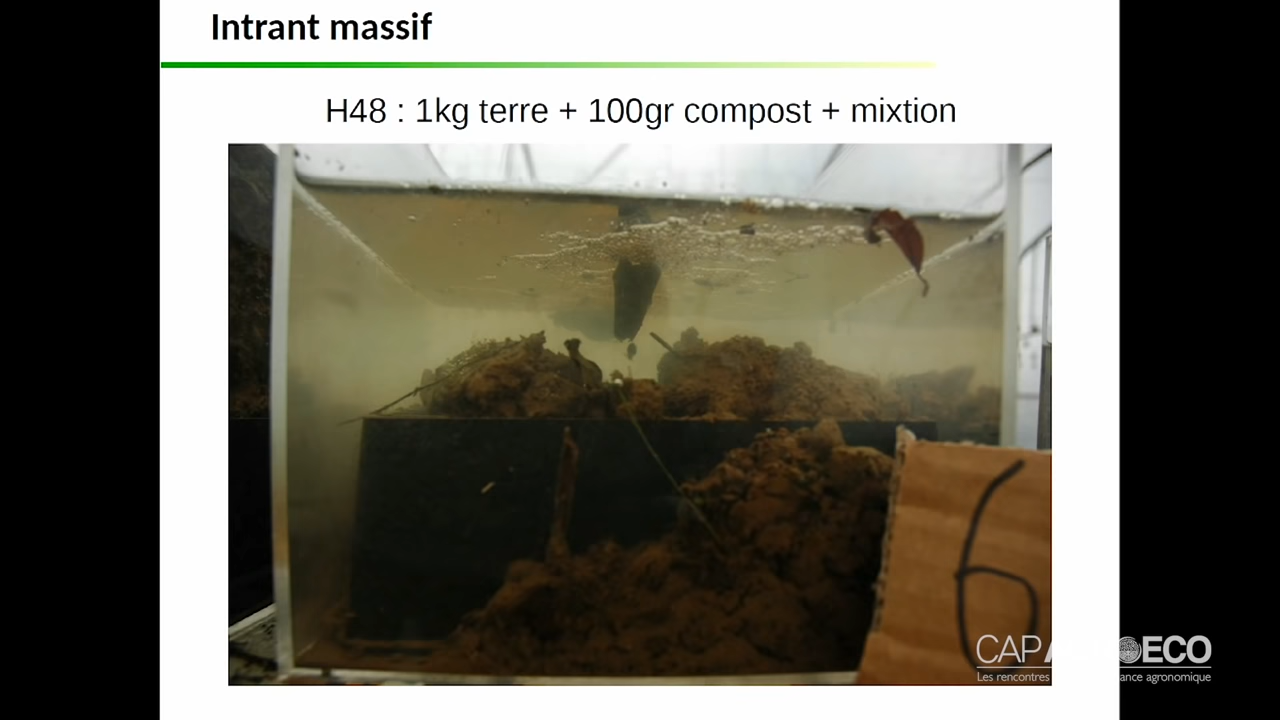 Intrant massif
H48 : 1kg terre + 100gr compost + mixtion
6
CAP ECO
Les rencontres ance agronomique